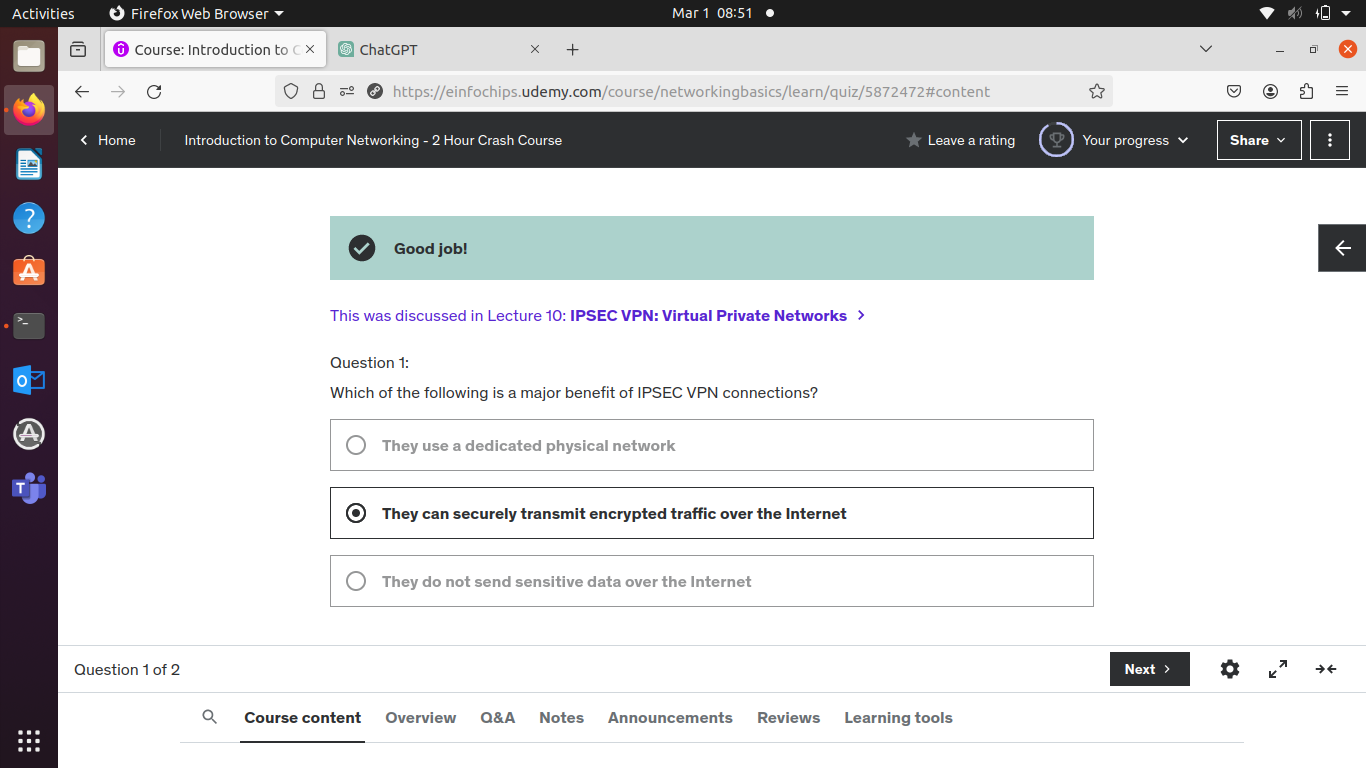 Activities
Firefox Web Browser
Mar 1 08:51
Course: Introduction to C
ChatGPT
https://einfochips.udemy.com/course/networkingbasics/learn/quiz/5872472#content
Home
Introduction to Computer Networking - 2 Hour Crash Course
Leave a rating
Your progress
Share
Good job!
This was discussed in Lecture 10: IPSEC VPN: Virtual Private Networks
Question 1:
Which of the following is a major benefit of IPSEC VPN connections?
They use a dedicated physical network
They can securely transmit encrypted traffic over the Internet
They do not send sensitive data over the Internet
Question 1 of 2
Next
Course content
Overview
Q&A
Notes
Announcements
Reviews
Learning tools